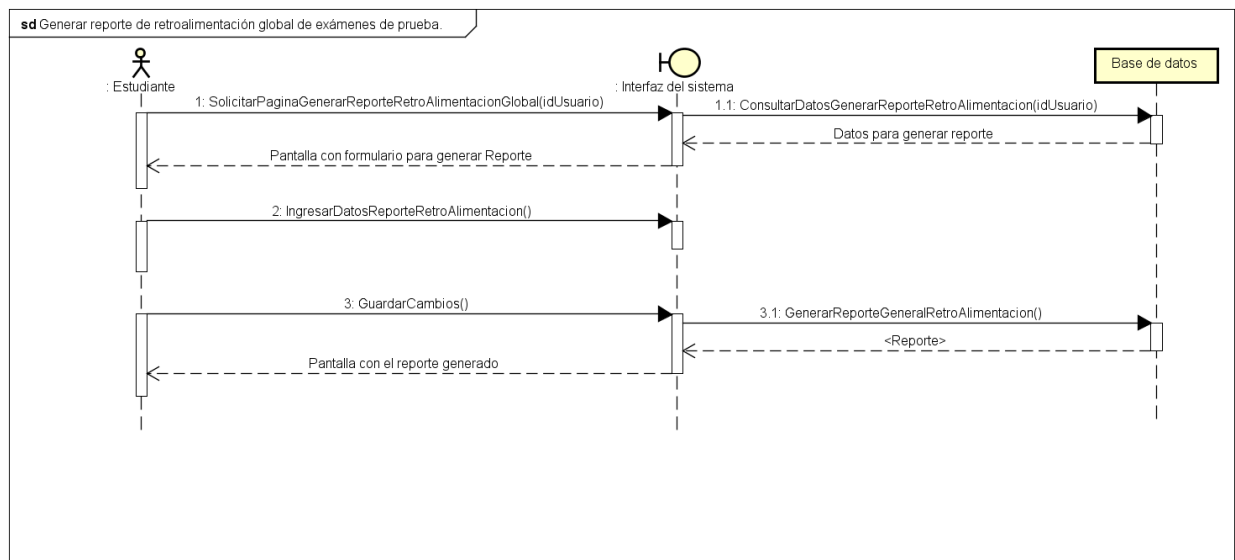 sd Generar reporte de retroalimentación global de exámenes de prueba.
: Estudiante
: Interfaz del sistema
Base de datos
1: SolicitarPaginaGenerarReporteRetroAlimentacionGlobal(idUsuario)
1.1: ConsultarDatosGenerarReporteRetroAlimentacion(idUsuario)
Datos para generar reporte
Pantalla con formulario para generar Reporte
2: IngresarDatosReporteRetroAlimentacion()
3: GuardarCambios()
3.1: GenerarReporteGeneralRetroAlimentacion()
<Reporte>
Pantalla con el reporte generado